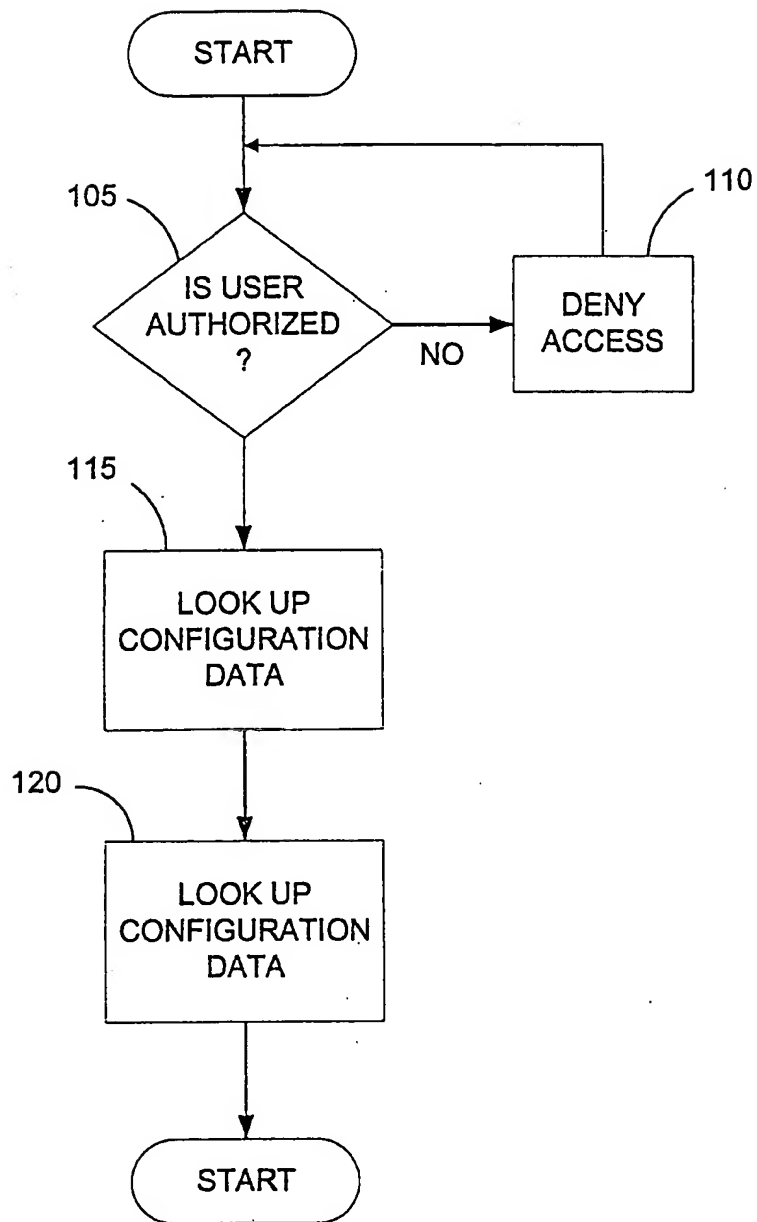 START
105
110
IS USER
AUTHORIZED
?
DENY
ACCESS
NO
115
LOOK UP
CONFIGURATION
DATA
120
LOOK UP
CONFIGURATION
DATA
START